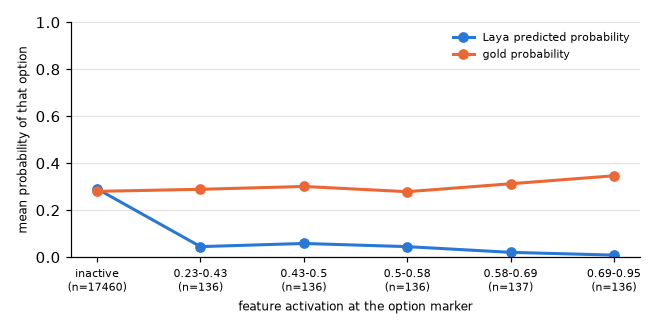 1.0
0.8
0.6
0.4
0.2
0.0
mean probability of that option
Laya predicted probability
gold probability
inactive
(n=17460)
0.23-0.43
(n=136)
0.43-0.5
(n=136)
0.5-0.58
(n=136)
0.58-0.69
(n=137)
0.69-0.95
(n=136)
feature activation at the option marker